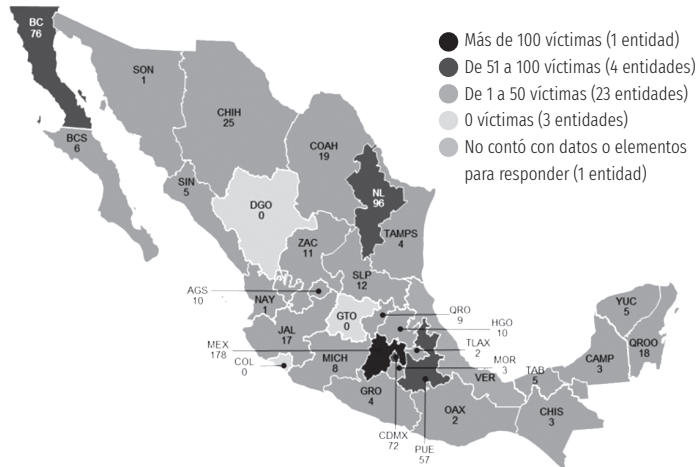 BC
76
Más de 100 víctimas (1 entidad)
De 51 a 100 víctimas (4 entidades)
De 1 a 50 víctimas (23 entidades)
0 víctimas (3 entidades)
No contó con datos o elementos
para responder (1 entidad)
SON
1
CHIH
25
BCS
6
COAH
19
SIN
5
DGO
0
NL
96
TAMPS
4
ZAC
11
SLP
12
AGS
10
NAY
1
GTO
0
QRO
9
HGO
10
YUC
5
JAL
17
MEX
178
COL
0
MICH
8
TLAX
2
MOR
3
QROO
18
CAMP
3
TAB
5
VER
GRO
4
OAX
2
CHIS
3
CDMX
72
PUE
57